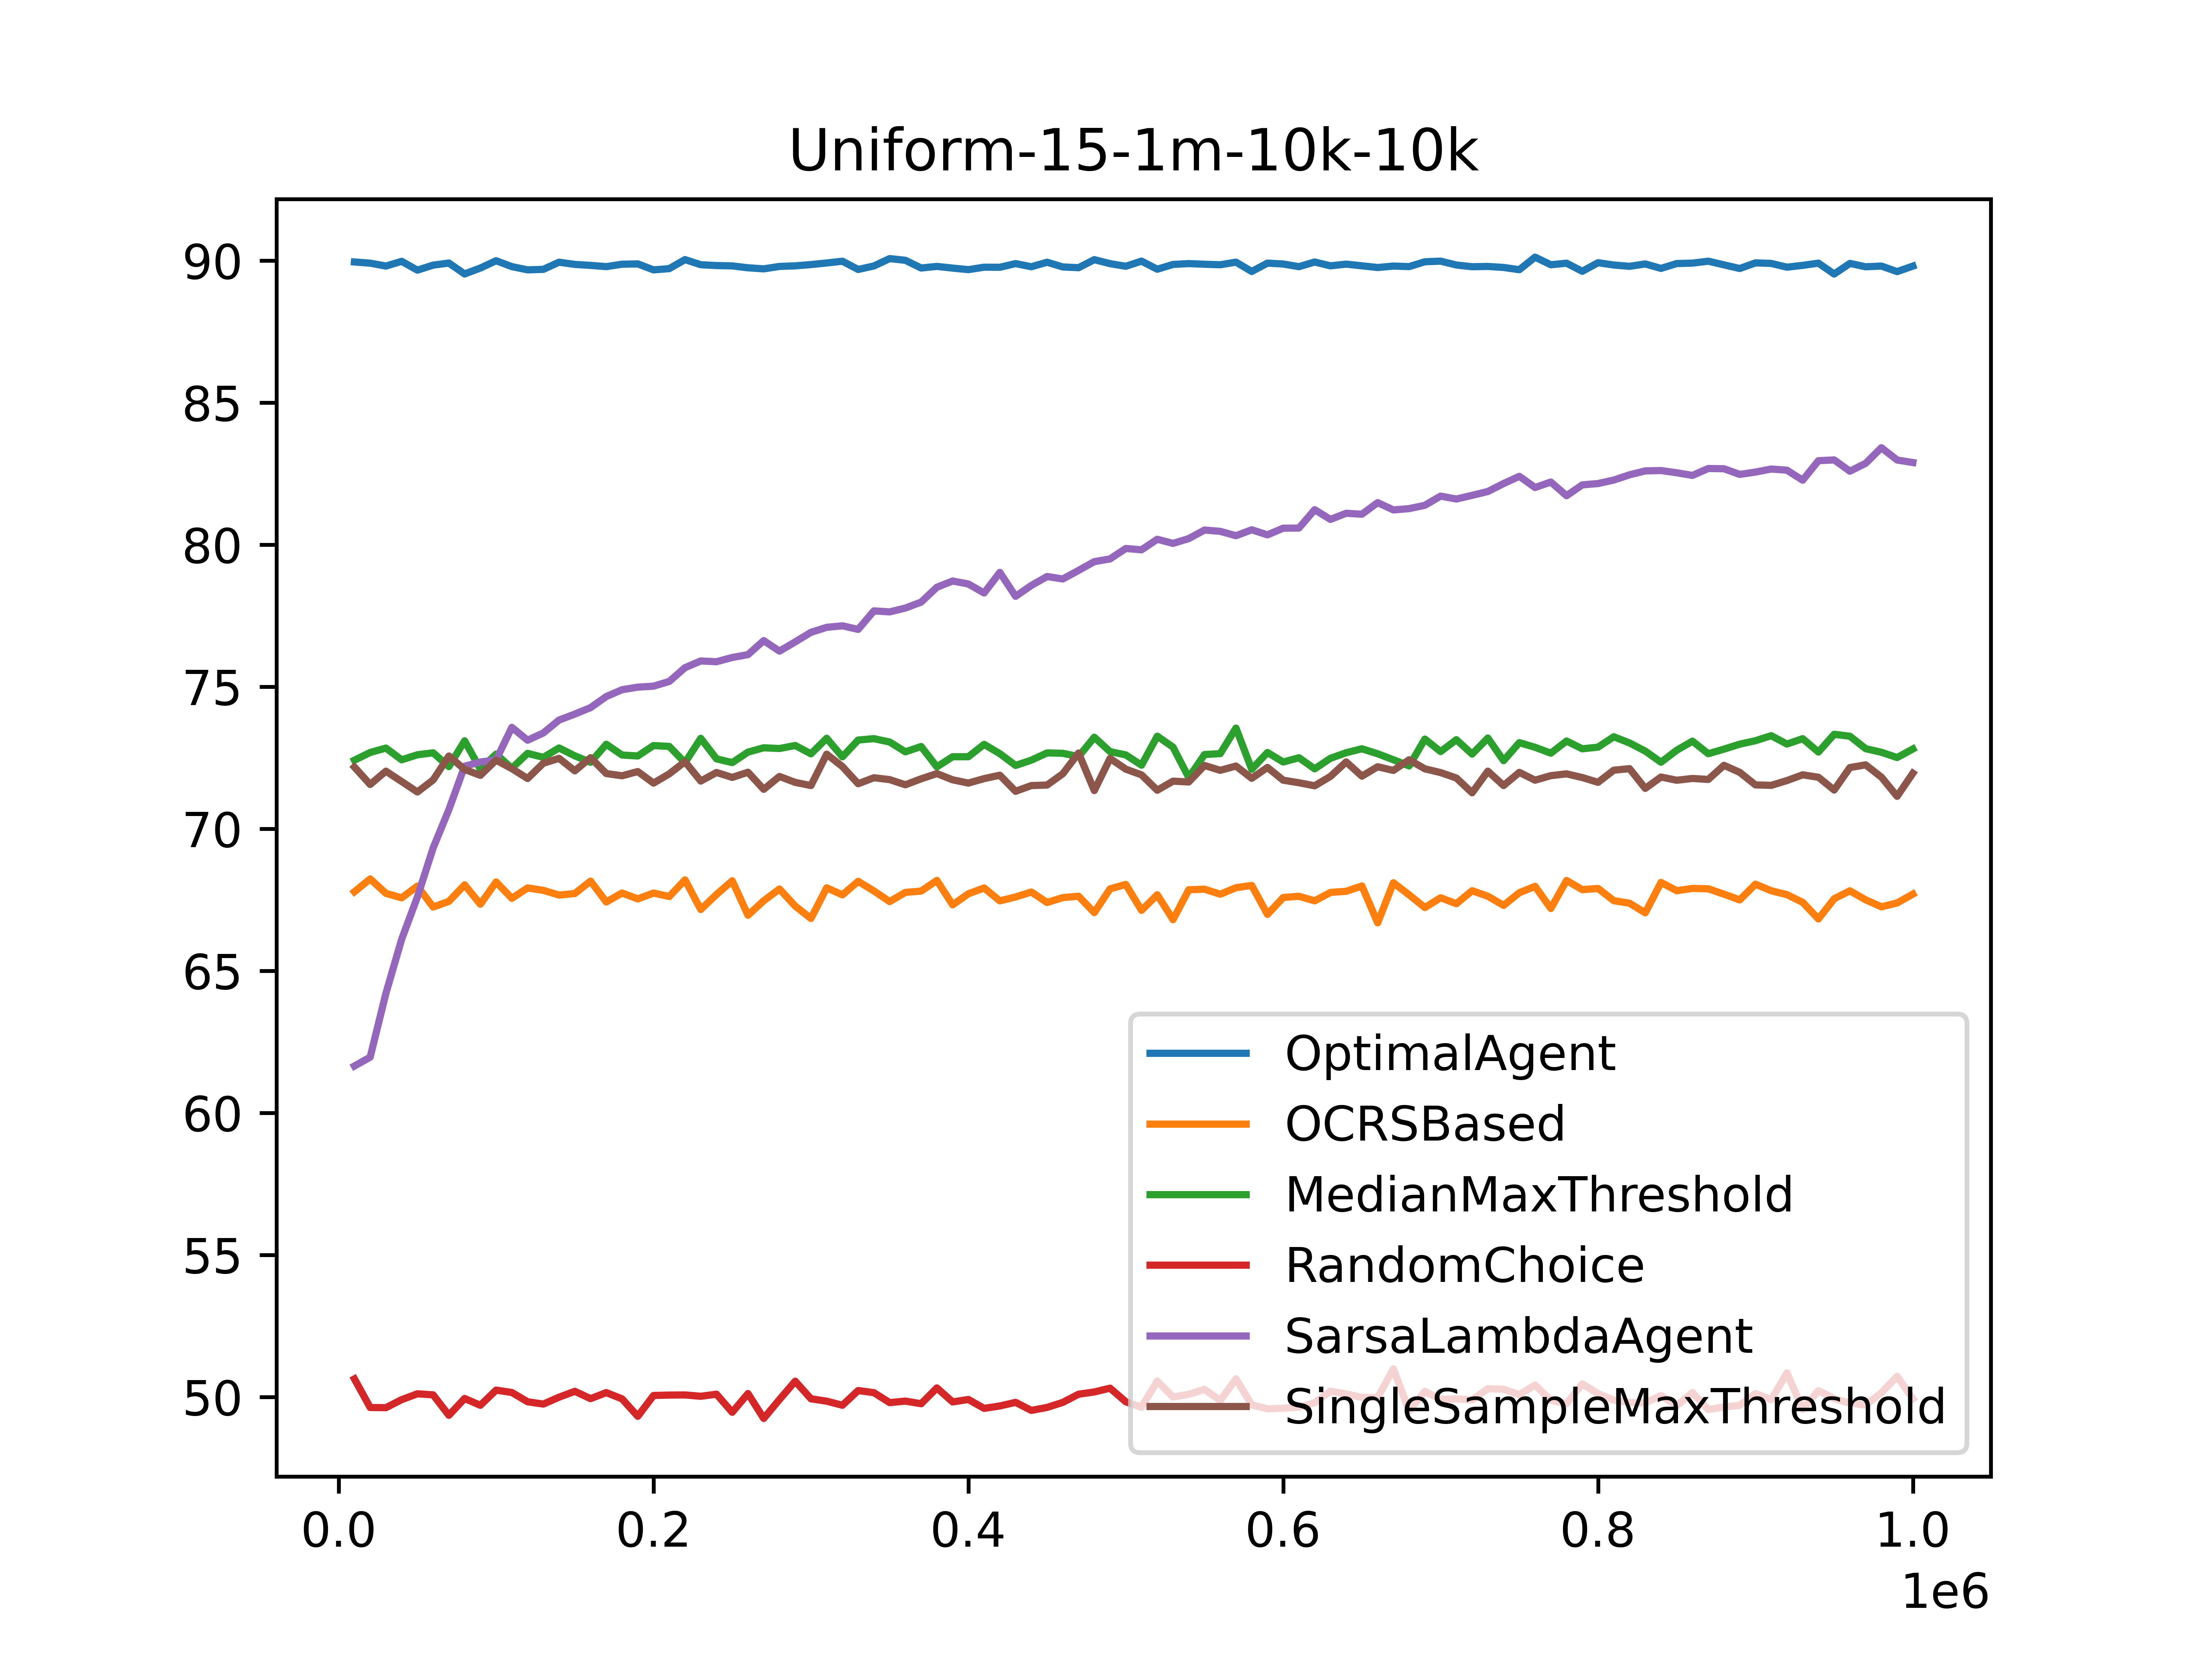 Uniform-15-1m-10k-10k
90
85
80
75
70
65
60
55
50
OptimalAgent
OCRSBased
MedianMaxThreshold
RandomChoice
SarsaLambdaAgent
SingleSampleMaxThreshold
0.0 0.2 0.4 0.6 0.8 1.0
1e6